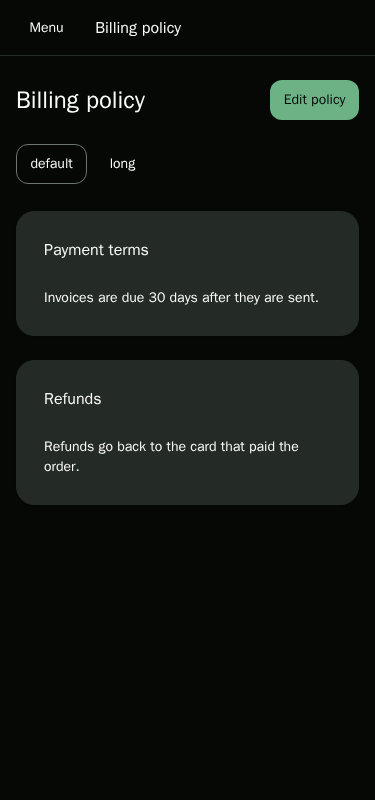 Menu Billing policy
Billing policy
Edit policy
default long
Payment terms
Invoices are due 30 days after they are sent.
Refunds
Refunds go back to the card that paid the
order.